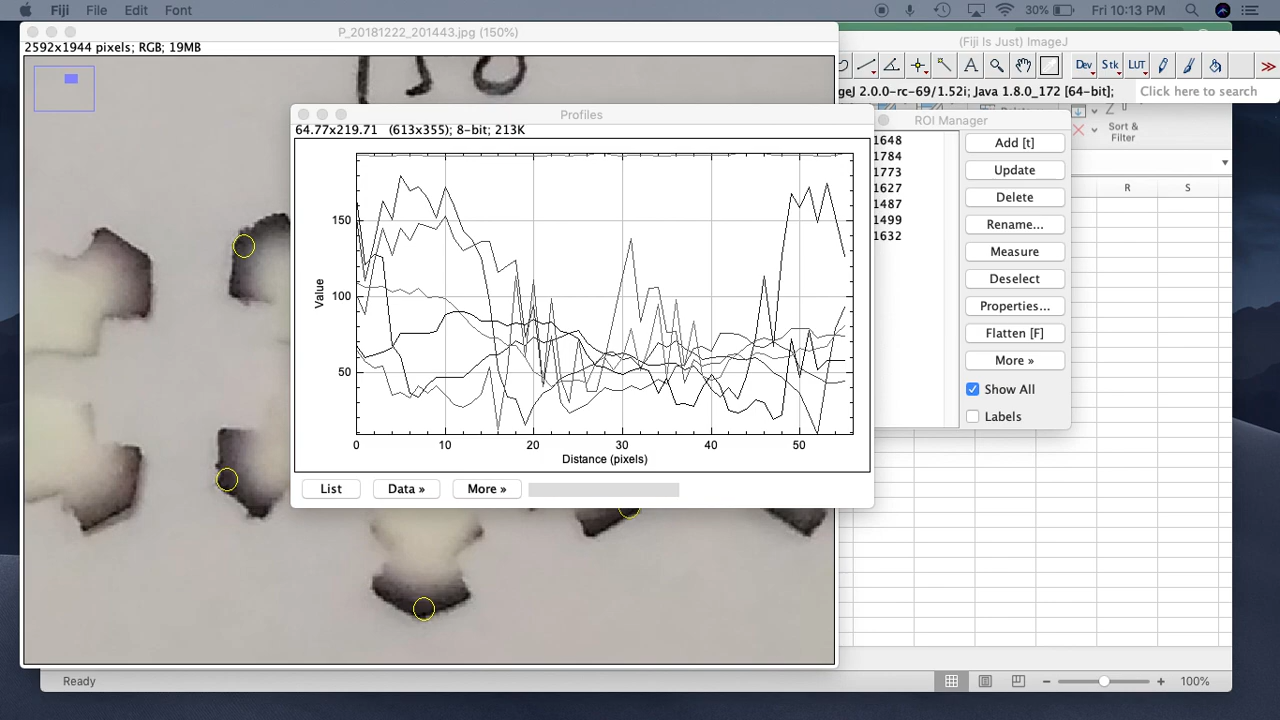 Fiji File Edit Font 30% Fri 10:13 PM
P_20181222_201443.jpg (150%)
2592x1944 pixels; RGB; 19MB
(Fiji Is Just) ImageJ
Dev Stk LUT
2.0.0-rc-69/1.52i; Java 1.8.0_172 [64-bit];
Click here to search
Profiles
64.77x219.71 (613x355); 8-bit; 213K
150
100
50
Value
0 10 20 30 40 50
Distance (pixels)
List Data » More »
ROI Manager
1648
1784
1773
1627
1487
1499
1632
Add [t]
Update
Delete
Rename...
Measure
Deselect
Properties...
Flatten [F]
More »
Show All
Labels
Sort &
Filter
R S
Ready
100%